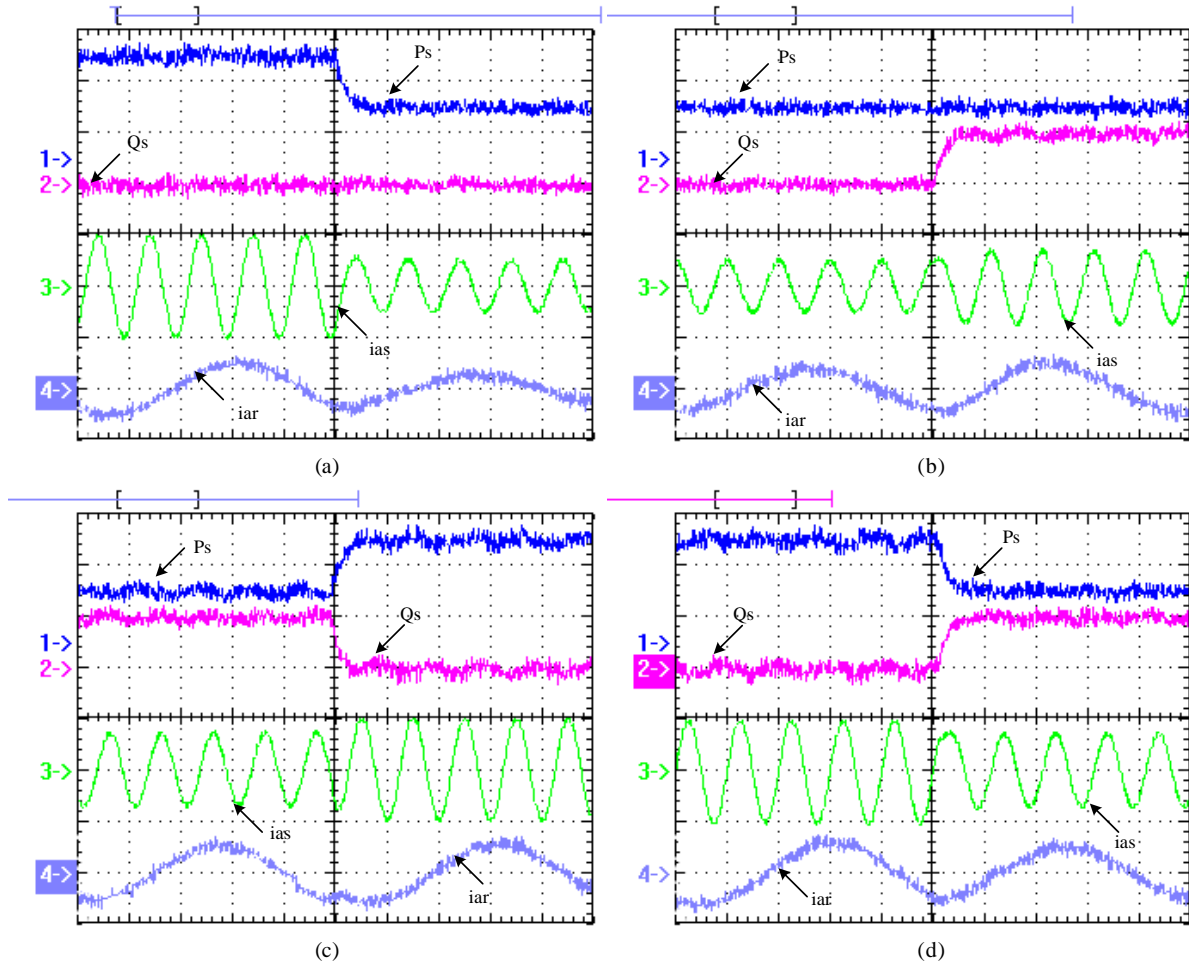 Ps
Qs
1->
2->
3->
ias
4->
iar
(a)
Ps
Qs
1->
2->
3->
ias
4->
iar
(b)
Ps
Qs
1->
2->
3->
ias
4->
iar
(c)
Ps
Qs
1->
2->
3->
ias
4->
iar
(d)